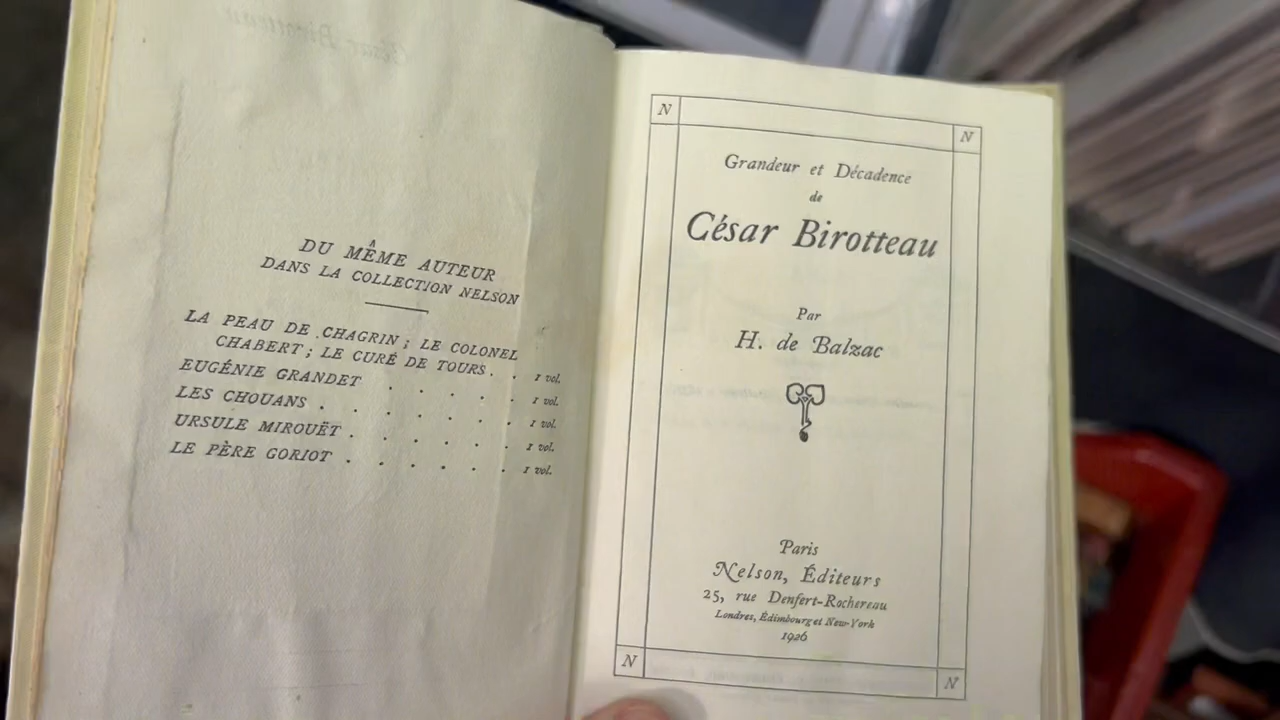 DU MÊME AUTEUR
DANS LA COLLECTION NELSON
LA PEAU DE CHAGRIN ; LE COLONEL
CHABERT ; LE CURÉ DE TOURS . . 1 vol.
EUGÉNIE GRANDET . . . . . 1 vol.
LES CHOUANS . . . . . . 1 vol.
URSULE MIROUËT . . . . . . 1 vol.
LE PÈRE GORIOT . . . . . . 1 vol.
N
N
Grandeur et Décadence
de
César Birotteau
Par
H. de Balzac
Paris
Nelson, Éditeurs
25, rue Denfert-Rochereau
Londres, Édimbourg et New-York
1926
N
N